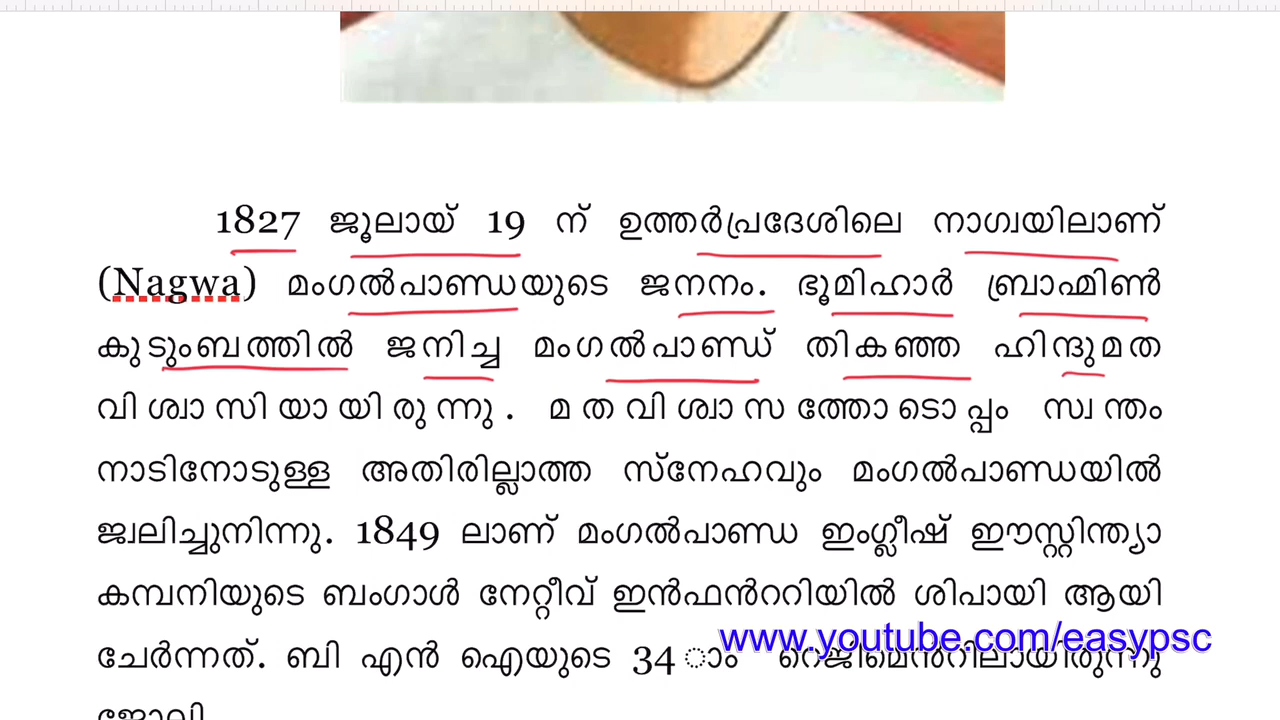 1827 ജൂലായ് 19 ന് ഉത്തർപ്രദേശിലെ നാഗ്വയിലാണ്
(Nagwa) മംഗൽപാണ്ഡയുടെ ജനനം. ഭൂമിഹാർ ബ്രാഹ്മിൺ
കുടുംബത്തിൽ ജനിച്ച മംഗൽപാണ്ഡ് തികഞ്ഞ ഹിന്ദുമത
വിശ്വാസിയായിരുന്നു. മതവിശ്വാസത്തോടൊപ്പം സ്വന്തം
നാടിനോടുള്ള അതിരില്ലാത്ത സ്നേഹവും മംഗൽപാണ്ഡയിൽ
ജ്വലിച്ചുനിന്നു. 1849 ലാണ് മംഗൽപാണ്ഡ ഇംഗ്ലീഷ് ഈസ്റ്റിന്ത്യാ
കമ്പനിയുടെ ബംഗാൾ നേറ്റീവ് ഇൻഫൻററിയിൽ ശിപായി ആയി
ചേർന്നത്. ബി എൻ ഐയുടെ 34 ാം റെജിമെൻറിലായിരുന്നു
www.youtube.com/easypsc
ജോലി